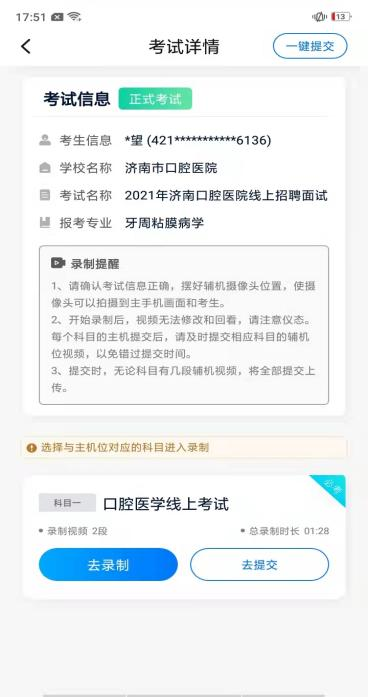 17:51
13
考试详情
一键提交
考试信息
正式考试
考生信息 *望 (421***********6136)
学校名称 济南市口腔医院
考试名称 2021年济南口腔医院线上招聘面试
报考专业 牙周粘膜病学
录制提醒
1、请确认考试信息正确，摆好辅机摄像头位置，使摄
像头可以拍摄到主手机画面和考生。
2、开始录制后，视频无法修改和回看，请注意仪态。
每个科目的主机提交后，请及时提交相应科目的辅机
位视频，以免错过提交时间。
3、提交时，无论科目有几段辅机视频，将全部提交上
传。
选择与主机位对应的科目进入录制
必考
科目一 口腔医学线上考试
• 录制视频 2段
• 总录制时长 01:28
去录制
去提交